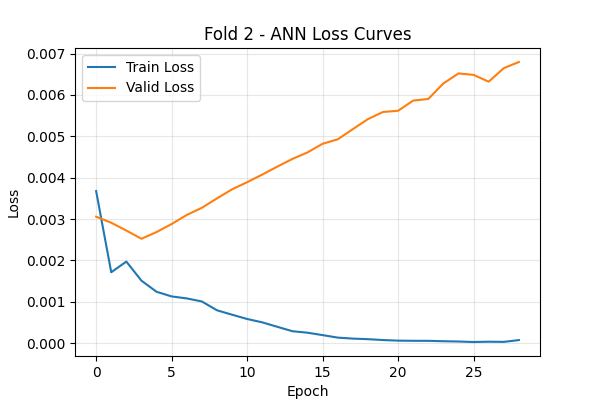 Fold 2 - ANN Loss Curves
Train Loss
Valid Loss
0.007
0.006
0.005
0.004
0.003
0.002
0.001
0.000
Loss
0 5 10 15 20 25
Epoch